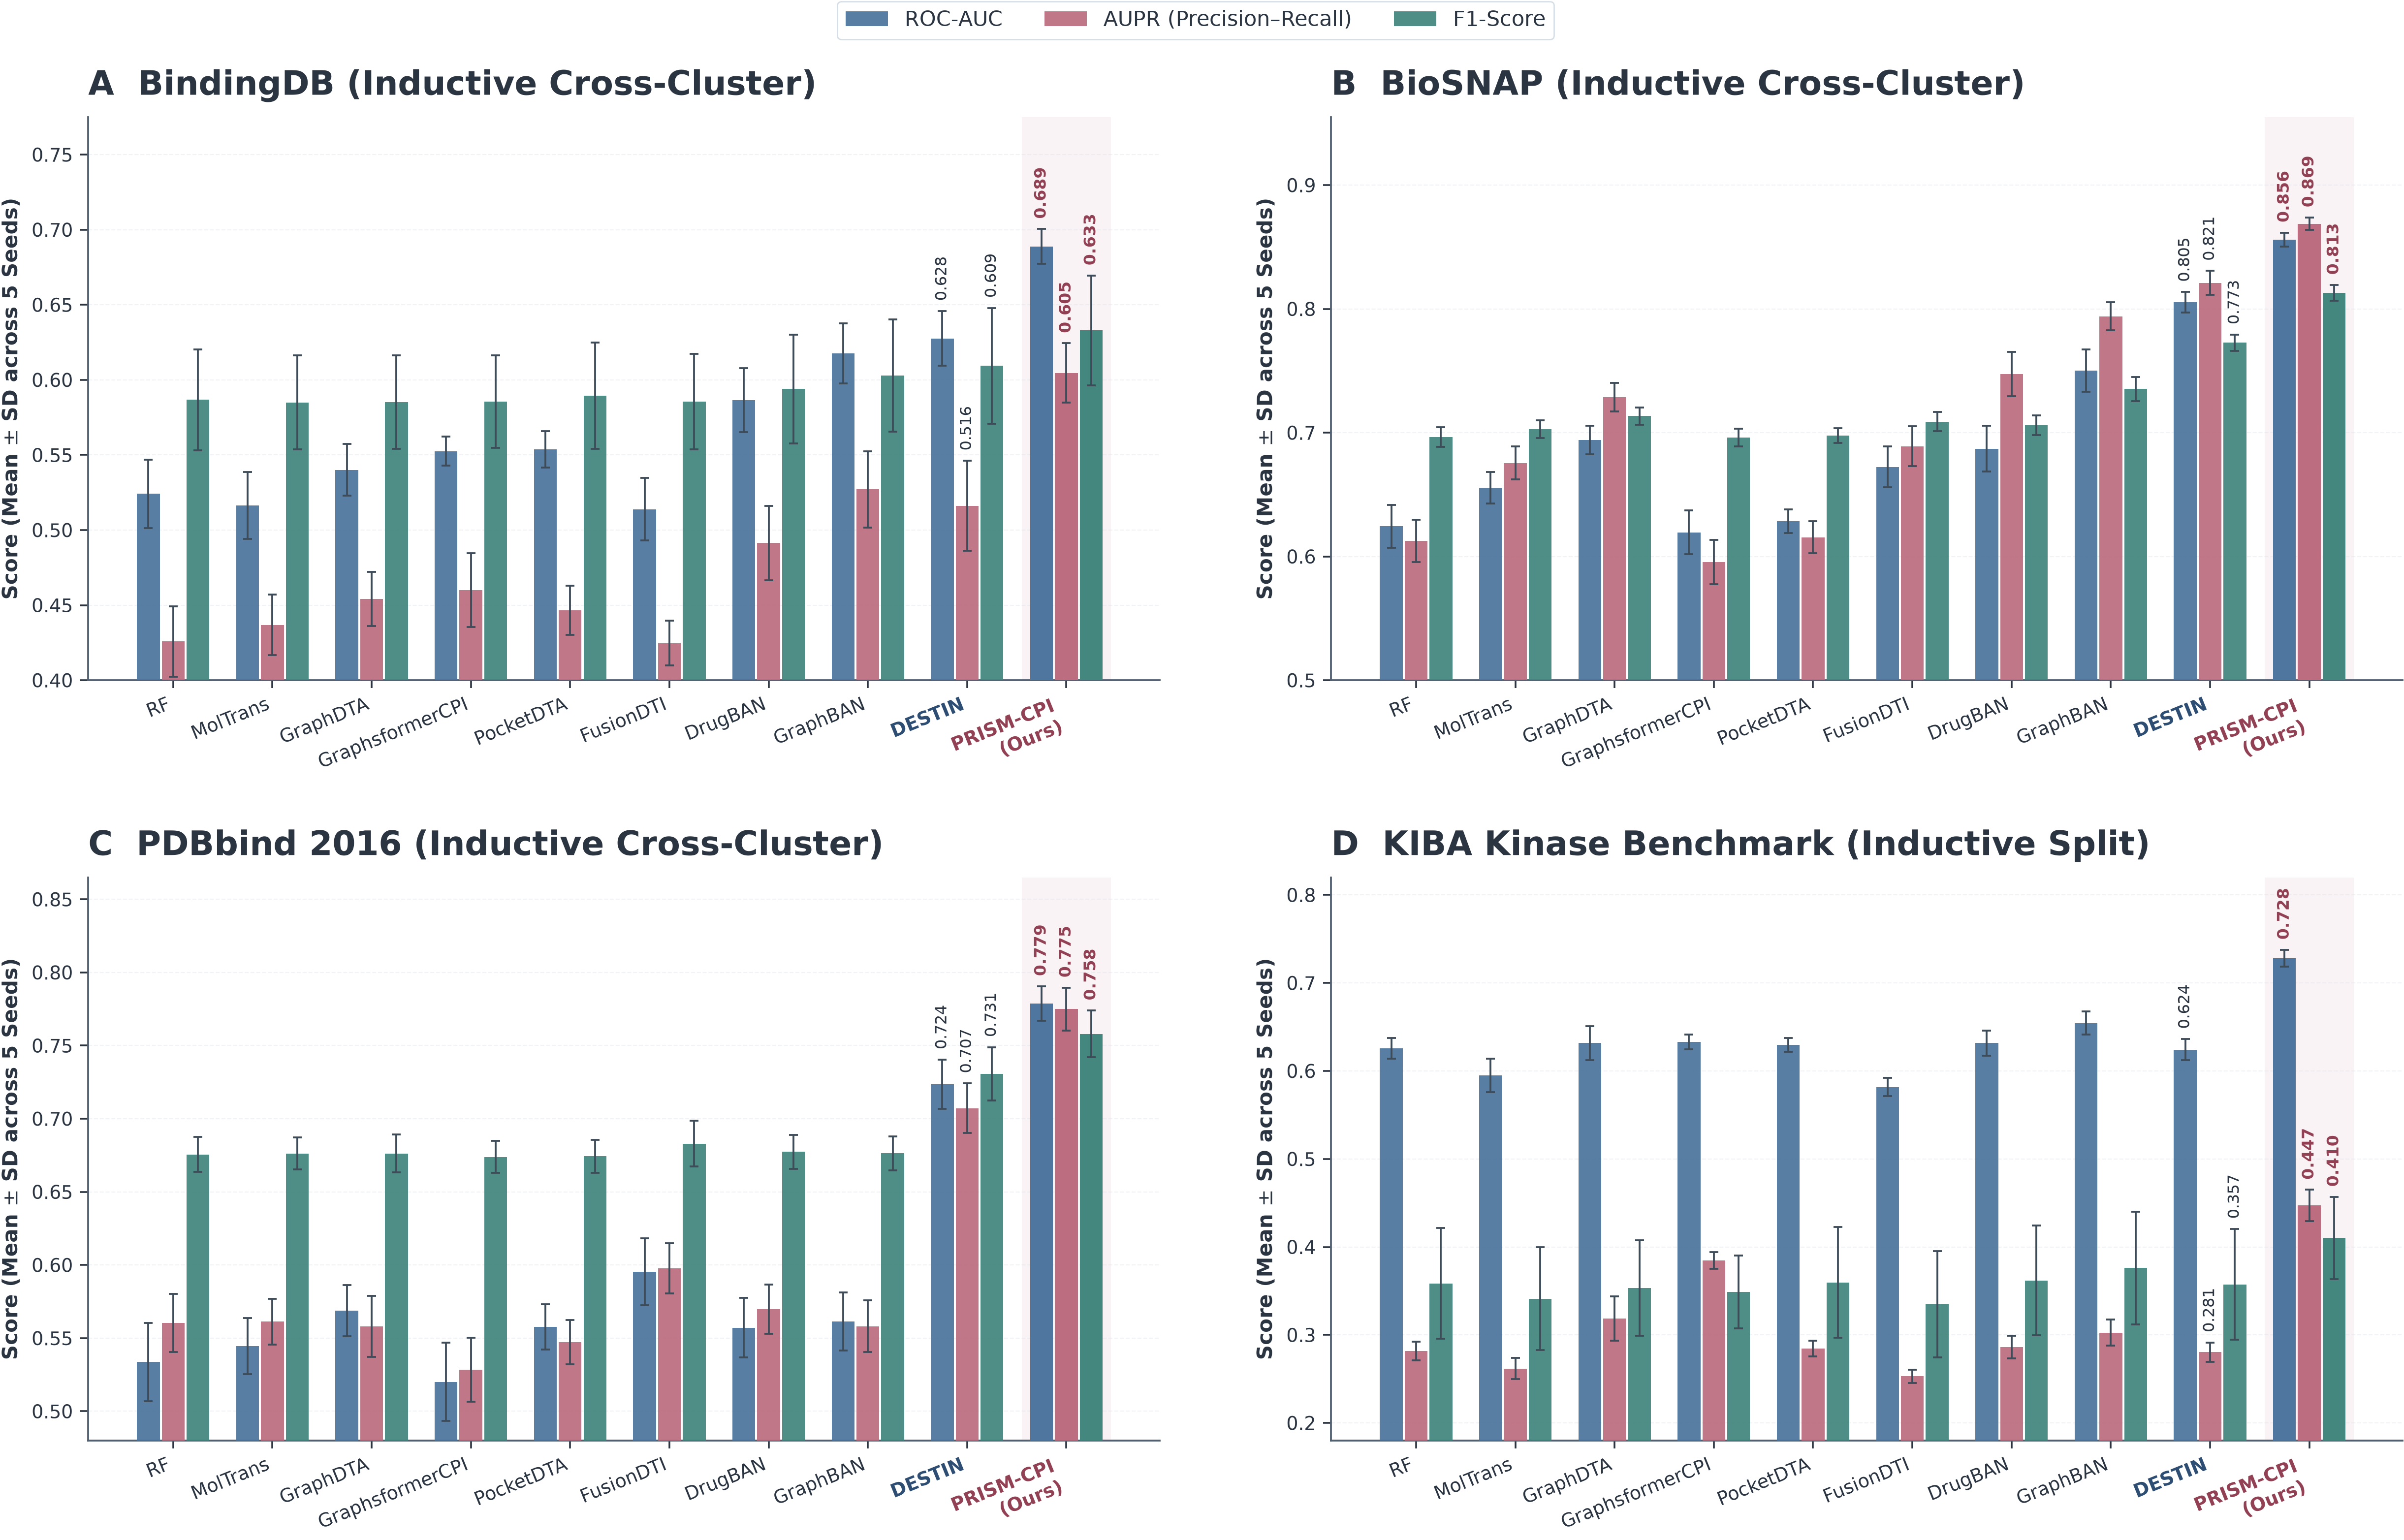 ROC-AUC AUPR (Precision–Recall) F1-Score
A BindingDB (Inductive Cross-Cluster)
Score (Mean ± SD across 5 Seeds)
0.75
0.70
0.65
0.60
0.55
0.50
0.45
0.40
0.628
0.516
0.609
0.689
0.605
0.633
RF
MolTrans
GraphDTA
GraphsformerCPI
PocketDTA
FusionDTI
DrugBAN
GraphBAN
DESTIN
PRISM-CPI
(Ours)
B BioSNAP (Inductive Cross-Cluster)
Score (Mean ± SD across 5 Seeds)
0.9
0.8
0.7
0.6
0.5
0.805
0.821
0.773
0.856
0.869
0.813
RF
MolTrans
GraphDTA
GraphsformerCPI
PocketDTA
FusionDTI
DrugBAN
GraphBAN
DESTIN
PRISM-CPI
(Ours)
C PDBbind 2016 (Inductive Cross-Cluster)
Score (Mean ± SD across 5 Seeds)
0.85
0.80
0.75
0.70
0.65
0.60
0.55
0.50
0.724
0.707
0.731
0.779
0.775
0.758
RF
MolTrans
GraphDTA
GraphsformerCPI
PocketDTA
FusionDTI
DrugBAN
GraphBAN
DESTIN
PRISM-CPI
(Ours)
D KIBA Kinase Benchmark (Inductive Split)
Score (Mean ± SD across 5 Seeds)
0.8
0.7
0.6
0.5
0.4
0.3
0.2
0.624
0.281
0.357
0.728
0.447
0.410
RF
MolTrans
GraphDTA
GraphsformerCPI
PocketDTA
FusionDTI
DrugBAN
GraphBAN
DESTIN
PRISM-CPI
(Ours)